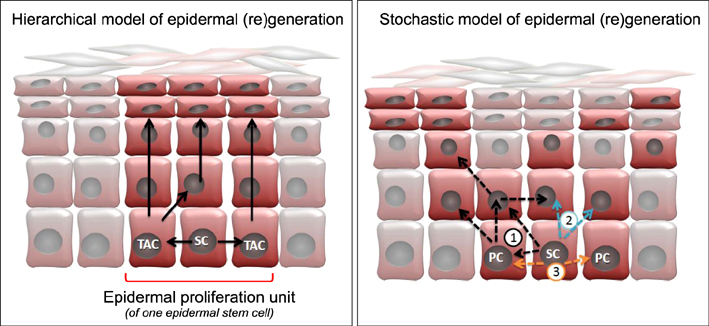 Hierarchical model of epidermal (re)generation
TAC
SC
TAC
Epidermal proliferation unit
(of one epidermal stem cell)
Stochastic model of epidermal (re)generation
1
2
PC
SC
PC
3